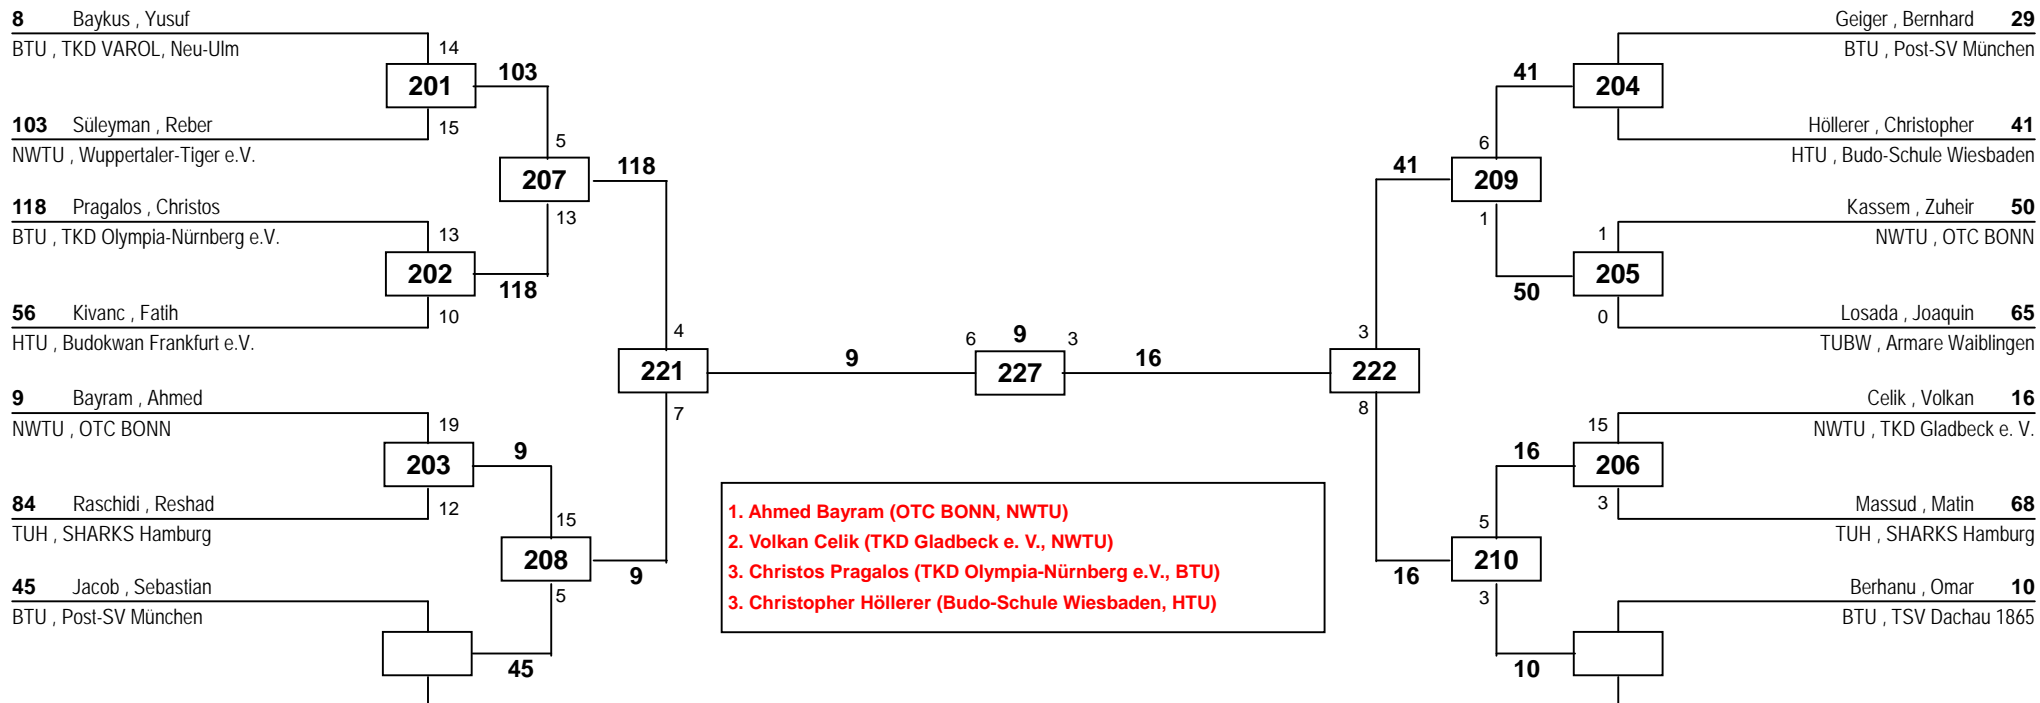 8 Baykus , Yusuf
BTU , TKD VAROL, Neu-Ulm
14
201
103
15
103 Süleyman , Reber
NWTU , Wuppertaler-Tiger e.V.
5
207
118
13
118 Pragalos , Christos
BTU , TKD Olympia-Nürnberg e.V.
13
202
118
10
56 Kivanc , Fatih
HTU , Budokwan Frankfurt e.V.
4
221
9
7
9 Bayram , Ahmed
NWTU , OTC BONN
19
203
9
12
84 Raschidi , Reshad
TUH , SHARKS Hamburg
15
208
9
5
45 Jacob , Sebastian
BTU , Post-SV München
45
6 9 3
227
16
1. Ahmed Bayram (OTC BONN, NWTU)
2. Volkan Celik (TKD Gladbeck e. V., NWTU)
3. Christos Pragalos (TKD Olympia-Nürnberg e.V., BTU)
3. Christopher Höllerer (Budo-Schule Wiesbaden, HTU)
Geiger , Bernhard 29
BTU , Post-SV München
41
204
Höllerer , Christopher 41
HTU , Budo-Schule Wiesbaden
6
41
209
1
Kassem , Zuheir 50
NWTU , OTC BONN
1
205
50
0
Losada , Joaquin 65
TUBW , Armare Waiblingen
3
222
8
Celik , Volkan 16
NWTU , TKD Gladbeck e. V.
15
16
206
3
Massud , Matin 68
TUH , SHARKS Hamburg
5
210
16
3
Berhanu , Omar 10
BTU , TSV Dachau 1865
10